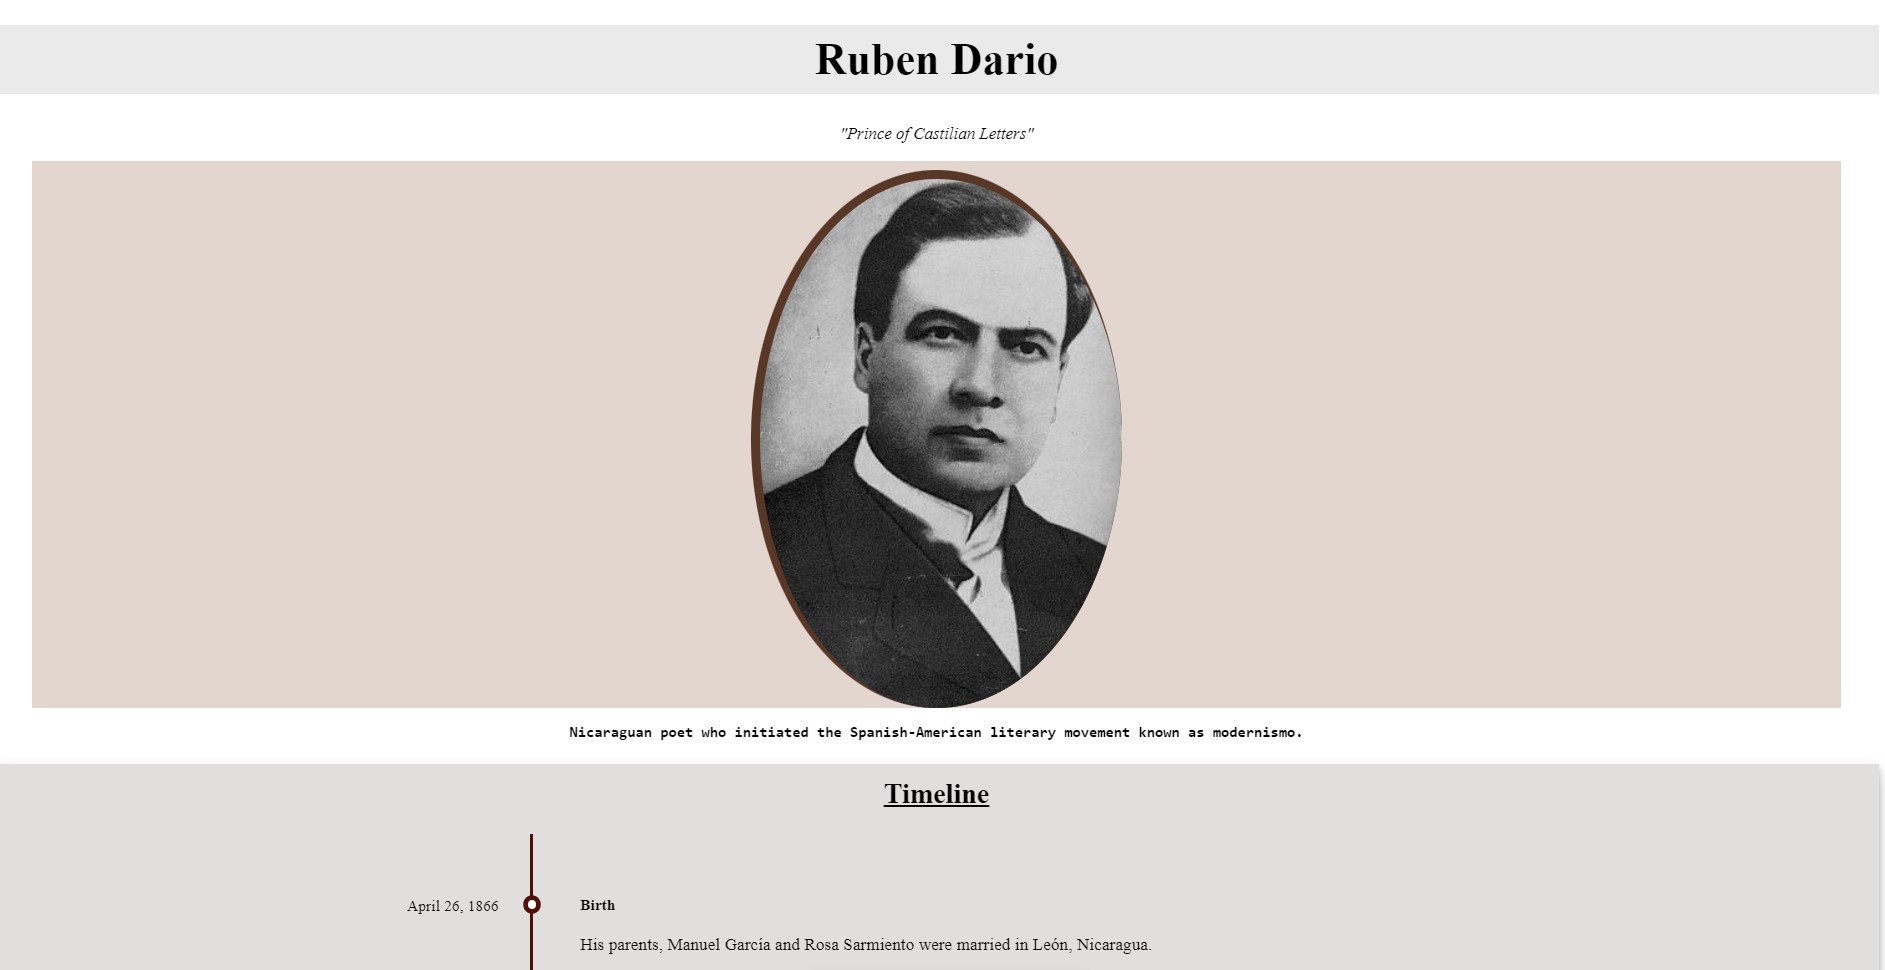 Ruben Dario
"Prince of Castilian Letters"
Nicaraguan poet who initiated the Spanish-American literary movement known as modernismo.
Timeline
April 26, 1866
Birth
His parents, Manuel García and Rosa Sarmiento were married in León, Nicaragua.